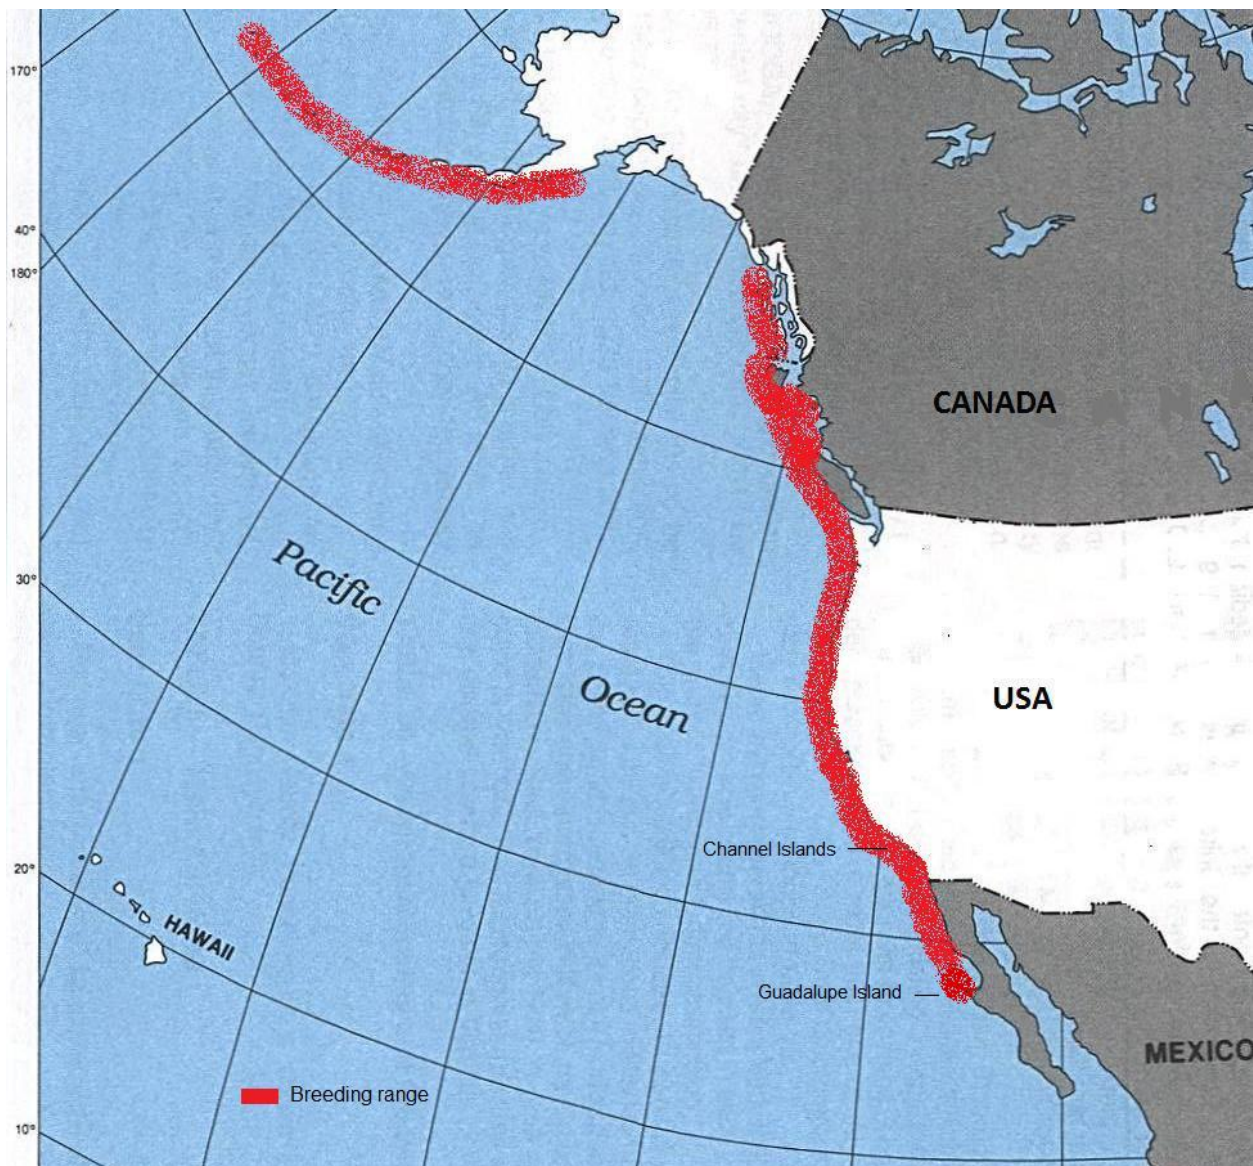 170°
40°
180°
CANADA
Pacific
30°
Ocean
USA
Channel Islands
20°
HAWAII
Guadalupe Island
MEXICO
Breeding range
10°